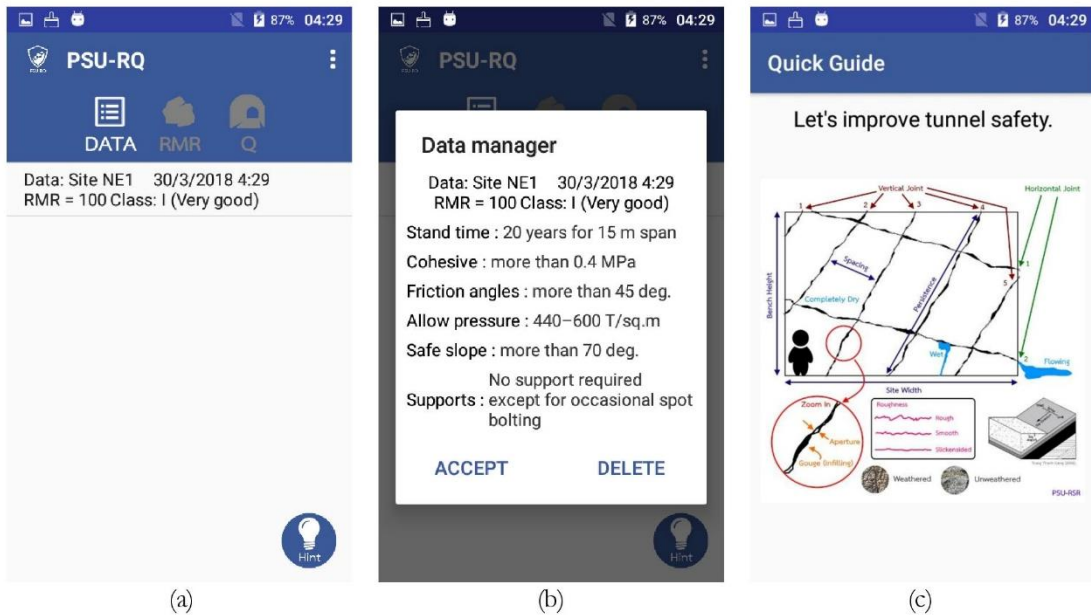 87% 04:29
PSU-RQ
PSU-RQ
DATA RMR Q
Data: Site NE1 30/3/2018 4:29
RMR = 100 Class: I (Very good)
Hint
(a)
87% 04:29
PSU-RQ
Data manager
Data: Site NE1 30/3/2018 4:29
RMR = 100 Class: I (Very good)
Stand time : 20 years for 15 m span
Cohesive : more than 0.4 MPa
Friction angles : more than 45 deg.
Allow pressure : 440–600 T/sq.m
Safe slope : more than 70 deg.
No support required
Supports : except for occasional spot
bolting
ACCEPT DELETE
Hint
(b)
87% 04:29
Quick Guide
Let's improve tunnel safety.
Vertical Joint
Horizontal Joint
1 2 3 4
Spacing
Persistence
1
5
Bench Height
Completely Dry
Wet
2
Flowing
Site Width
Zoom In
Aperture
Gouge (infilling)
Roughness
Rough
Smooth
Slickensided
Weathered
Unweathered
PSU-RSR
(c)